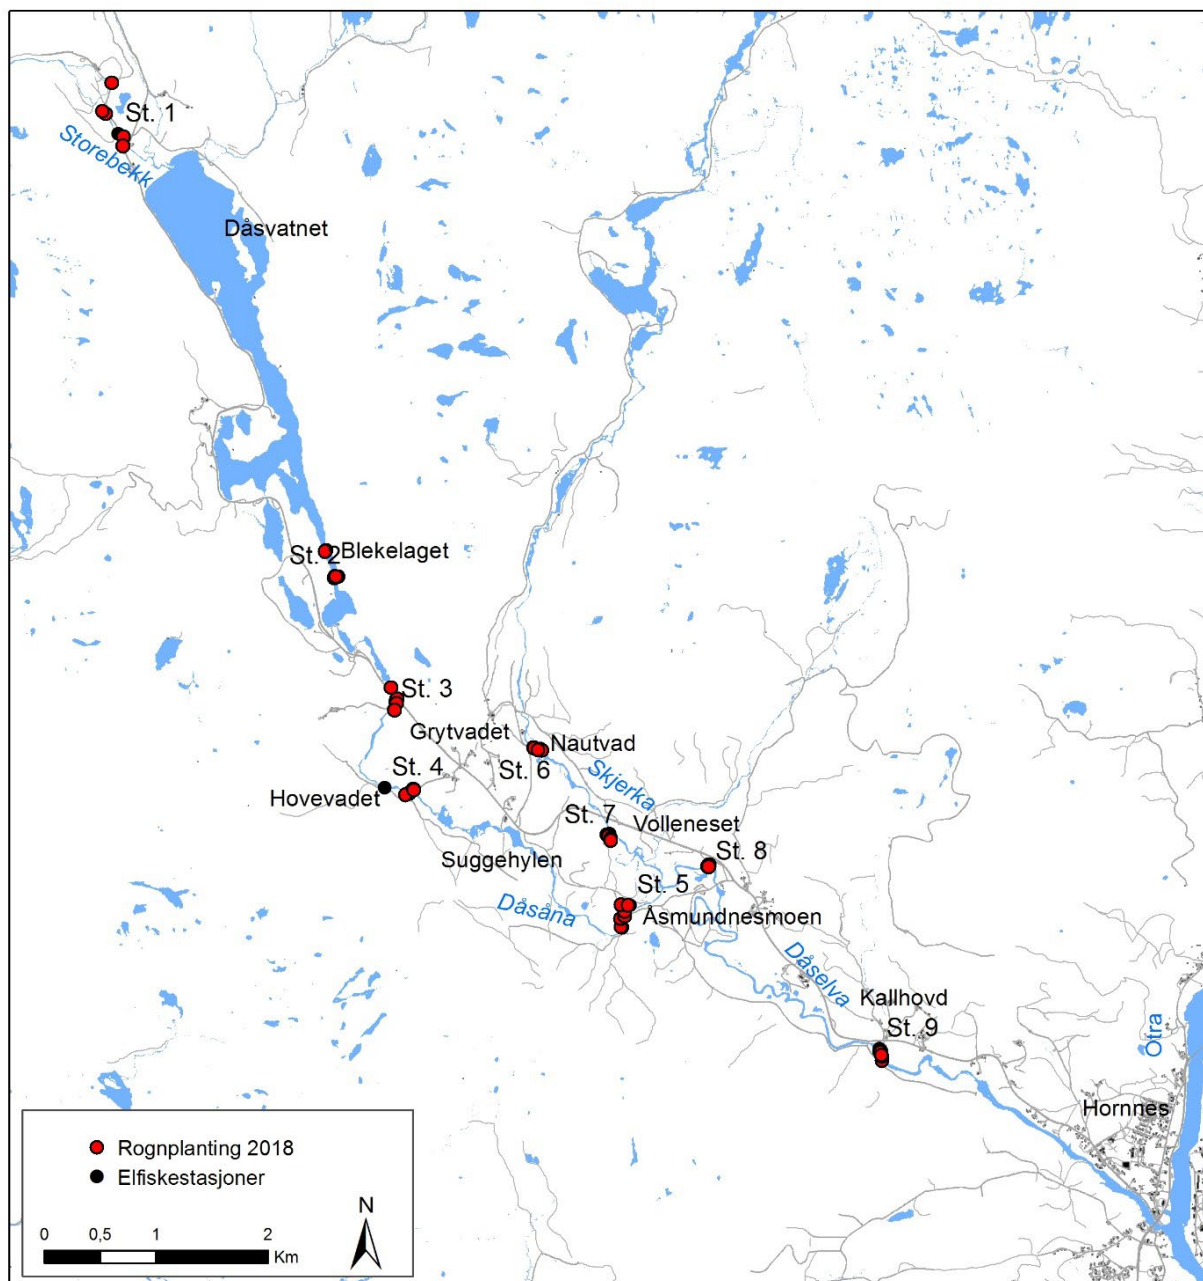 St. 1
Storebekk
Dåsvatnet
Blekelaget
St. 2
St. 3
Grytvadet
Nautvad
St. 6
St. 4
Skjerka
Hovevadet
St. 7
Volleneset
St. 8
Suggehylen
St. 5
Dåsåna
Åsmundnesmoen
Dåselva
Kallhovd
St. 9
Otra
Hornnes
Rognplanting 2018
Elfiskestasjoner
N
0 0,5 1 2
Km